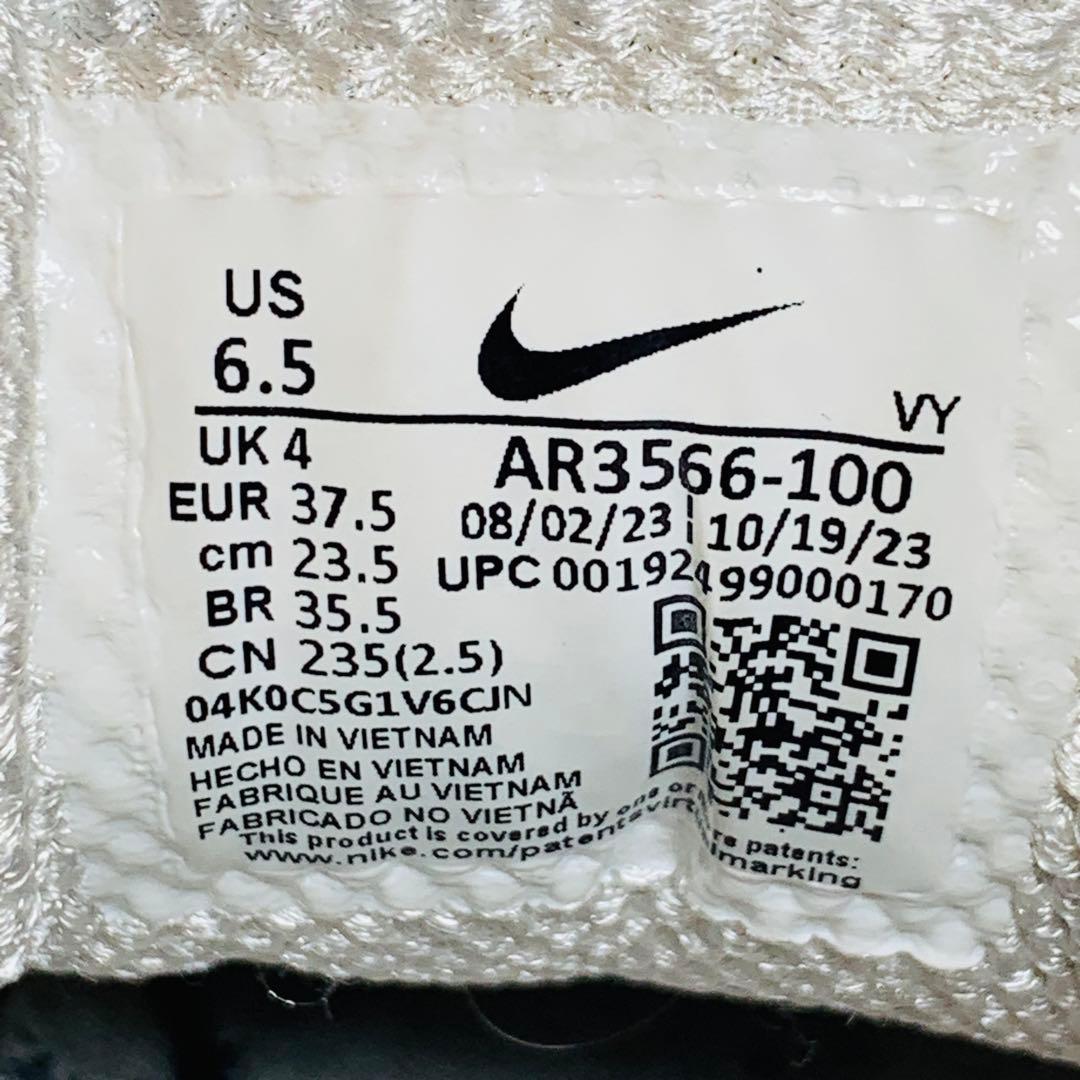 US
6.5
VY
UK 4
AR3566-100
EUR 37.5
08/02/23 10/19/23
cm 23.5
UPC 00192499000170
BR 35.5
CN 235(2.5)
04K0C5G1V6CJN
MADE IN VIETNAM
HECHO EN VIETNAM
FABRIQUE AU VIETNAM
FABRICADO NO VIETNÃ
This product is covered by one or patents:
www.nike.com/patents